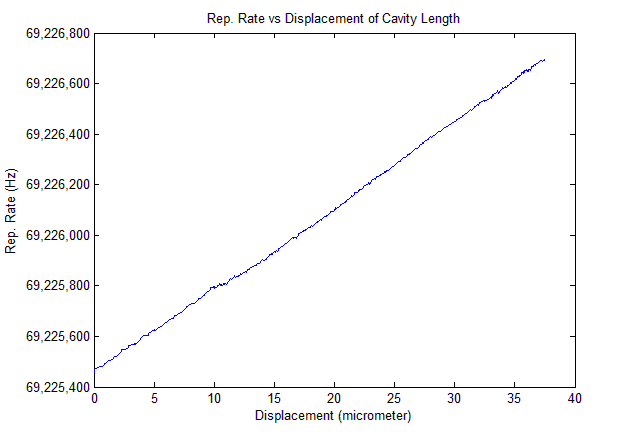 Rep. Rate vs Displacement of Cavity Length
69,226,800
69,226,600
69,226,400
69,226,200
69,226,000
69,225,800
69,225,600
69,225,400
Rep. Rate (Hz)
0 5 10 15 20 25 30 35 40
Displacement (micrometer)